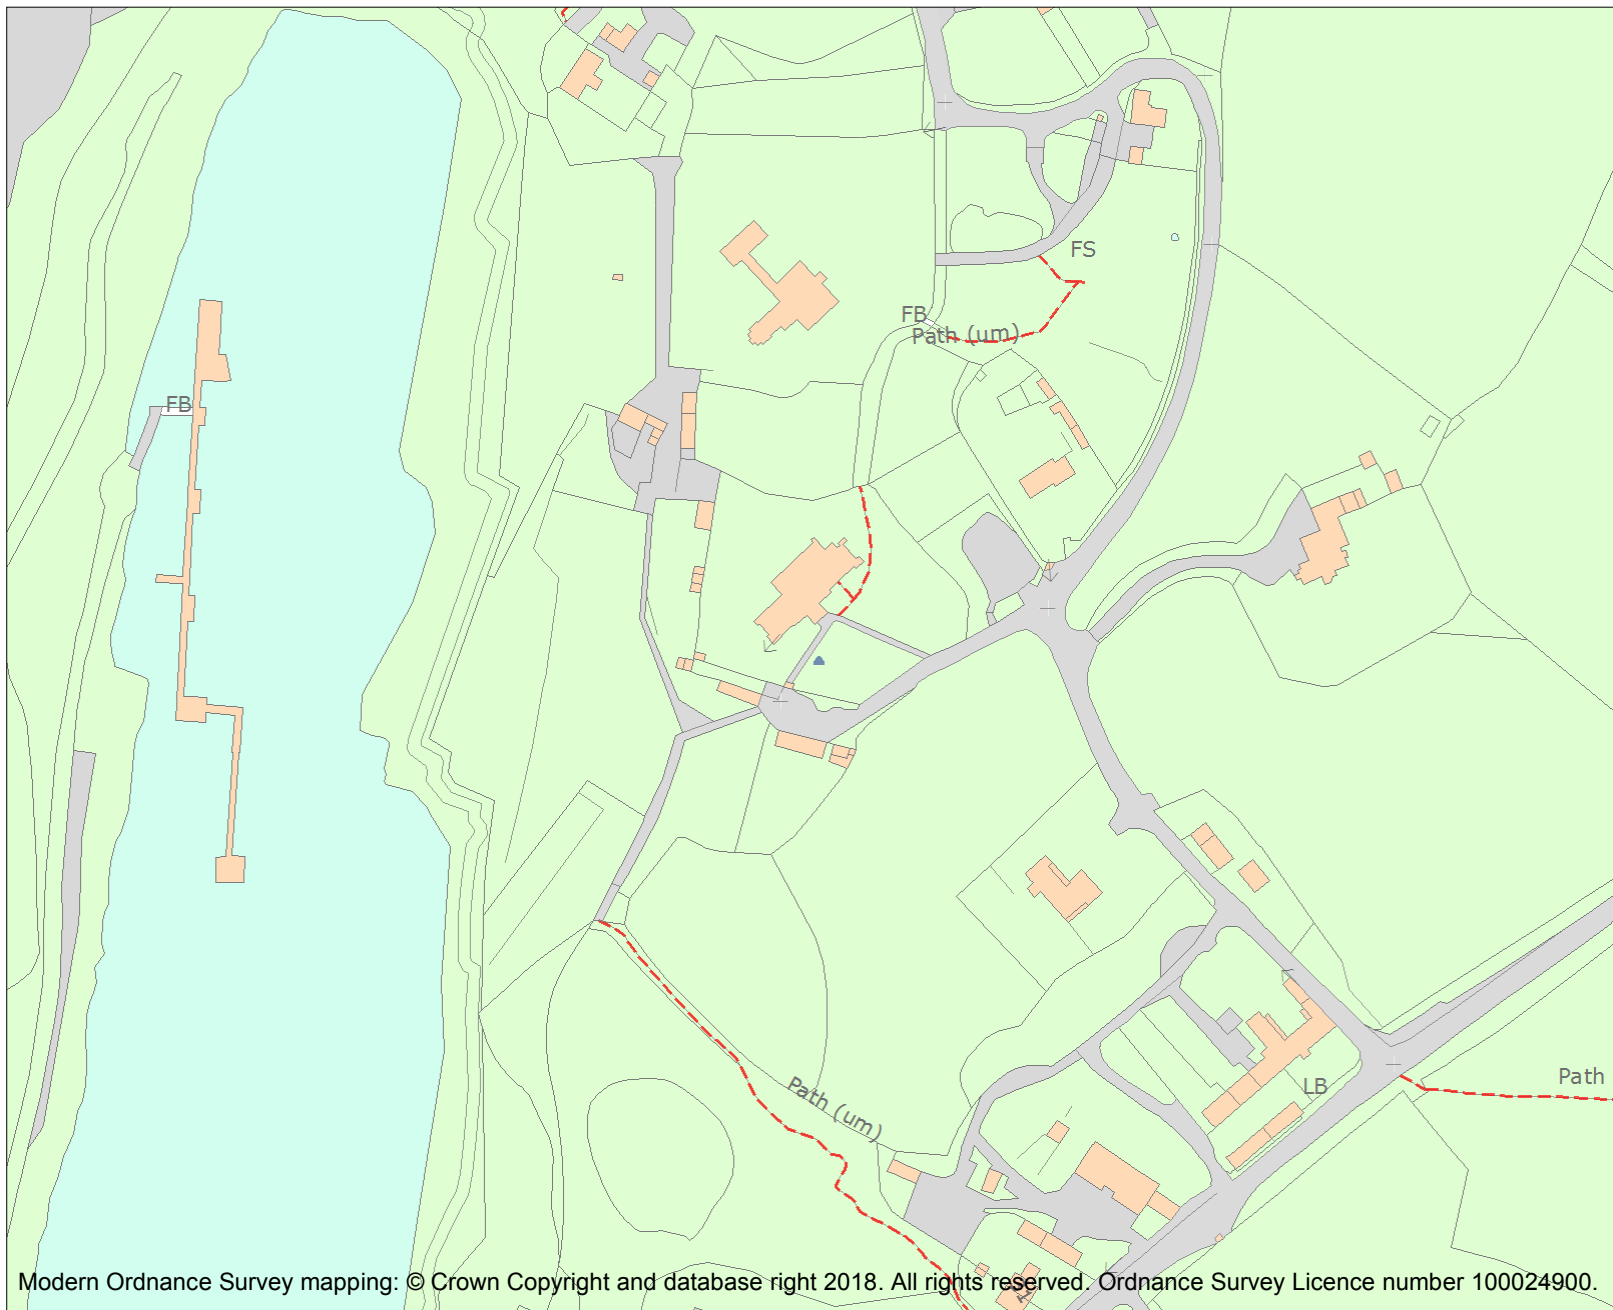 FS
FB
Path (um)
FB
Path
LB
Path (um)
Modern Ordnance Survey mapping: © Crown Copyright and database right 2018. All rights reserved. Ordnance Survey Licence number 100024900.